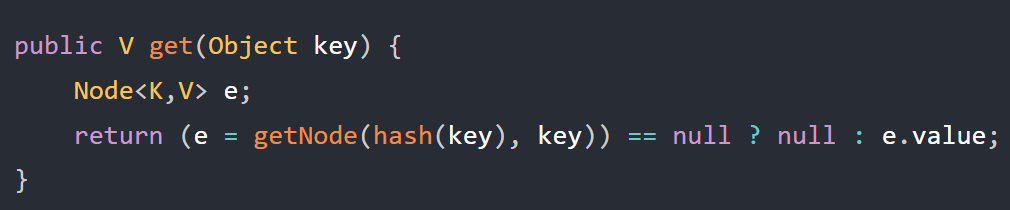 public V get(Object key) {
    Node<K,V> e;
    return (e = getNode(hash(key), key)) == null ? null : e.value;
}